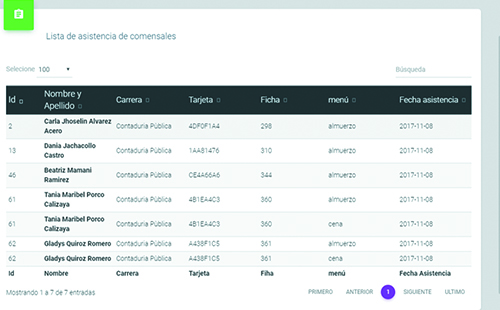 Lista de asistencia de comensales
Selecione 100 Búsqueda
Id Nombre y Apellido Carrera Tarjeta Ficha menú Fecha asistencia
2 Carla Jhoselin Alvarez Acero Contaduria Pública 4DF0F1A4 298 almuerzo 2017-11-08
13 Dania Jachacollo Castro Contaduria Pública 1AA81476 310 almuerzo 2017-11-08
46 Beatriz Mamani Ramirez Contaduria Pública CE4A66A6 344 almuerzo 2017-11-08
61 Tania Maribel Porco Calizaya Contaduria Pública 4B1EA4C3 360 almuerzo 2017-11-08
61 Tania Maribel Porco Calizaya Contaduria Pública 4B1EA4C3 360 cena 2017-11-08
62 Gladys Quiroz Romero Contaduria Pública A438F1C5 361 almuerzo 2017-11-08
62 Gladys Quiroz Romero Contaduria Pública A438F1C5 361 cena 2017-11-08
Id Nombre Carrera Tarjeta Fiha menú Fecha Asistencia
Mostrando 1 a 7 de 7 entradas PRIMERO ANTERIOR 1 SIGUIENTE ULTIMO